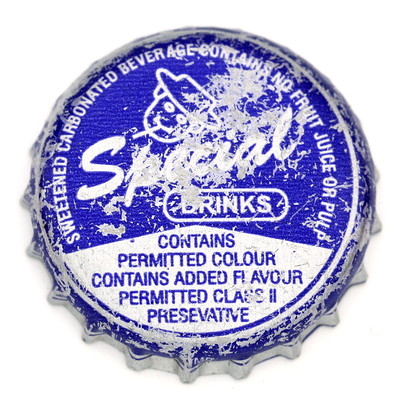 SWEETENED CARBONATED BEVERAGE CONTAINS NO FRUIT JUICE OR PULP
Special
DRINKS
CONTAINS
PERMITTED COLOUR
CONTAINS ADDED FLAVOUR
PERMITTED CLASS II
PRESEVATIVE